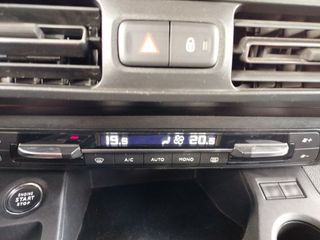 19.5 20.5
A/C AUTO MONO
ENGINE
START
STOP